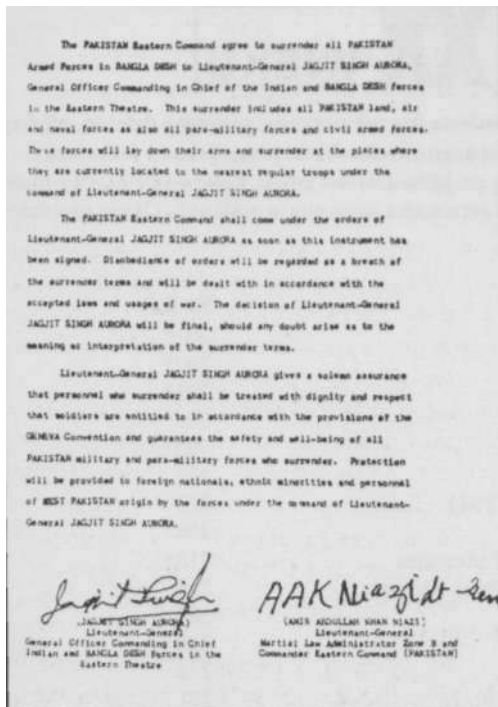 The PAKISTAN Eastern Command agree to surrender all PAKISTAN
Armed Forces in BANGLA DESH to Lieutenant-General JAGJIT SINGH AURORA,
General Officer Commanding in Chief of the Indian and BANGLA DESH forces
in the Eastern Theatre. This surrender includes all PAKISTAN land, air
and naval forces as also all para-military forces and civil armed forces.
These forces will lay down their arms and surrender at the places where
they are currently located to the nearest regular troops under the
command of Lieutenant-General JAGJIT SINGH AURORA.
The PAKISTAN Eastern Command shall come under the orders of
Lieutenant-General JAGJIT SINGH AURORA as soon as this instrument has
been signed. Disobedience of orders will be regarded as a breach of
the surrender terms and will be dealt with in accordance with the
accepted laws and usages of war. The decision of Lieutenant-General
JAGJIT SINGH AURORA will be final, should any doubt arise as to the
meaning or interpretation of the surrender terms.
Lieutenant-General JAGJIT SINGH AURORA gives a solemn assurance
that personnel who surrender shall be treated with dignity and respect
that soldiers are entitled to in accordance with the provisions of the
GENEVA Convention and guarantees the safety and well-being of all
PAKISTAN military and para-military forces who surrender. Protection
will be provided to foreign nationals, ethnic minorities and personnel
of WEST PAKISTAN origin by the forces under the command of Lieutenant-
General JAGJIT SINGH AURORA.
Jagjit Singh AAK Niazi Lt-Gen
(JAGJIT SINGH AURORA) (AMIR ABDULLAH KHAN NIAZI)
Lieutenant-General Lieutenant-General
General Officer Commanding in Chief Martial Law Administrator Zone B and
Indian and BANGLA DESH Forces in the Commander Eastern Command (PAKISTAN)
Eastern Theatre